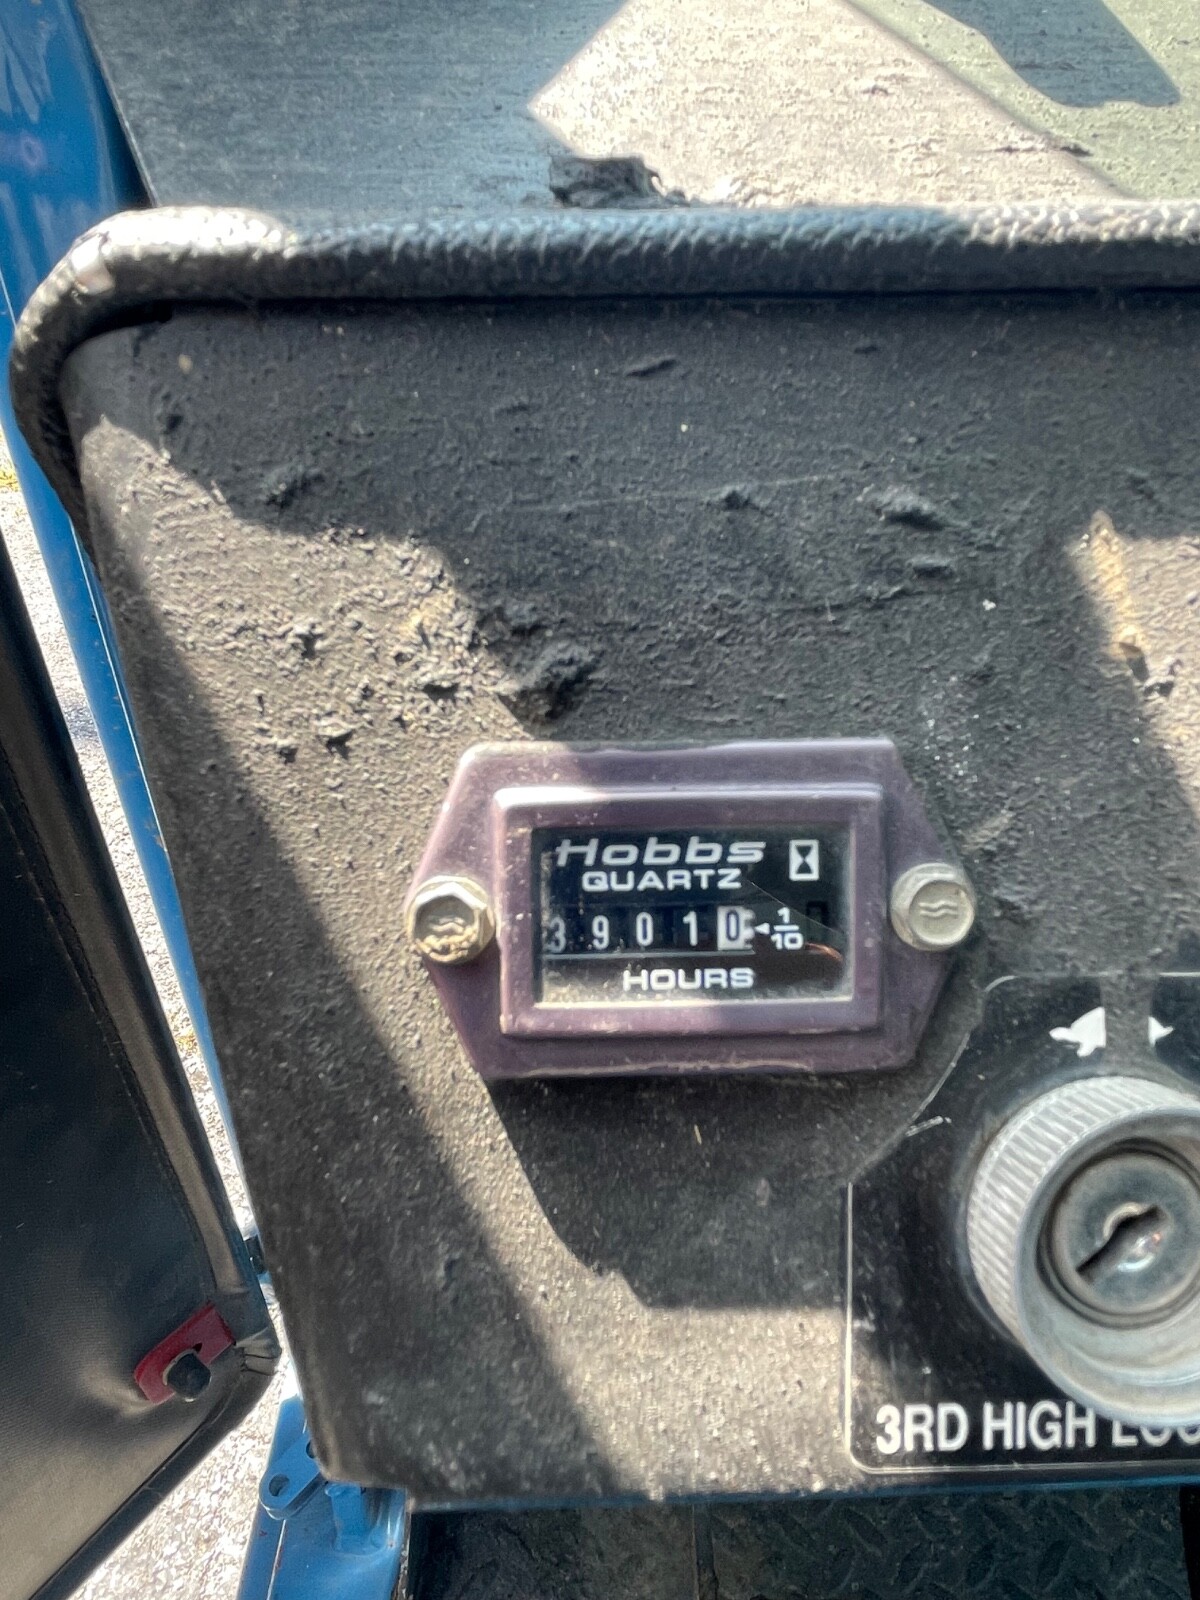 Hobbs
QUARTZ
39010 1/10
HOURS
3RD HIGH